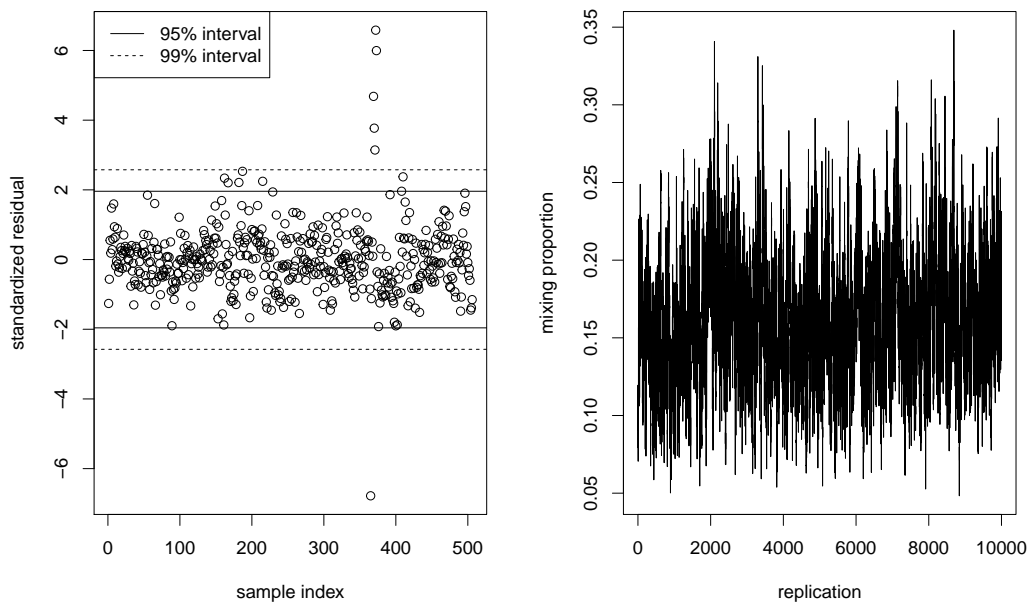 95% interval
99% interval
standardized residual
6
4
2
0
−2
−4
−6
0 100 200 300 400 500
sample index
mixing proportion
0.35
0.30
0.25
0.20
0.15
0.10
0.05
0 2000 4000 6000 8000 10000
replication